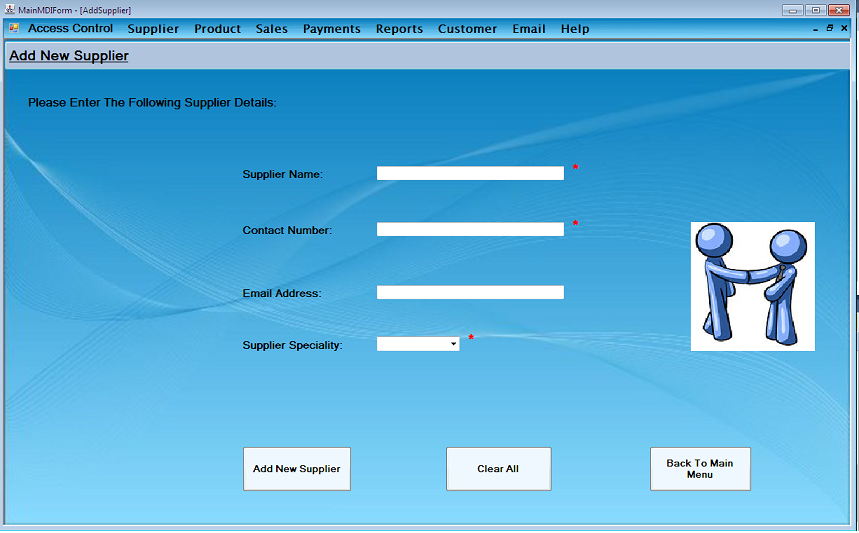 MainMDIForm - [AddSupplier]
Access Control Supplier Product Sales Payments Reports Customer Email Help
Add New Supplier
Please Enter The Following Supplier Details:
Supplier Name: *
Contact Number: *
Email Address:
Supplier Speciality: *
Add New Supplier
Clear All
Back To Main
Menu